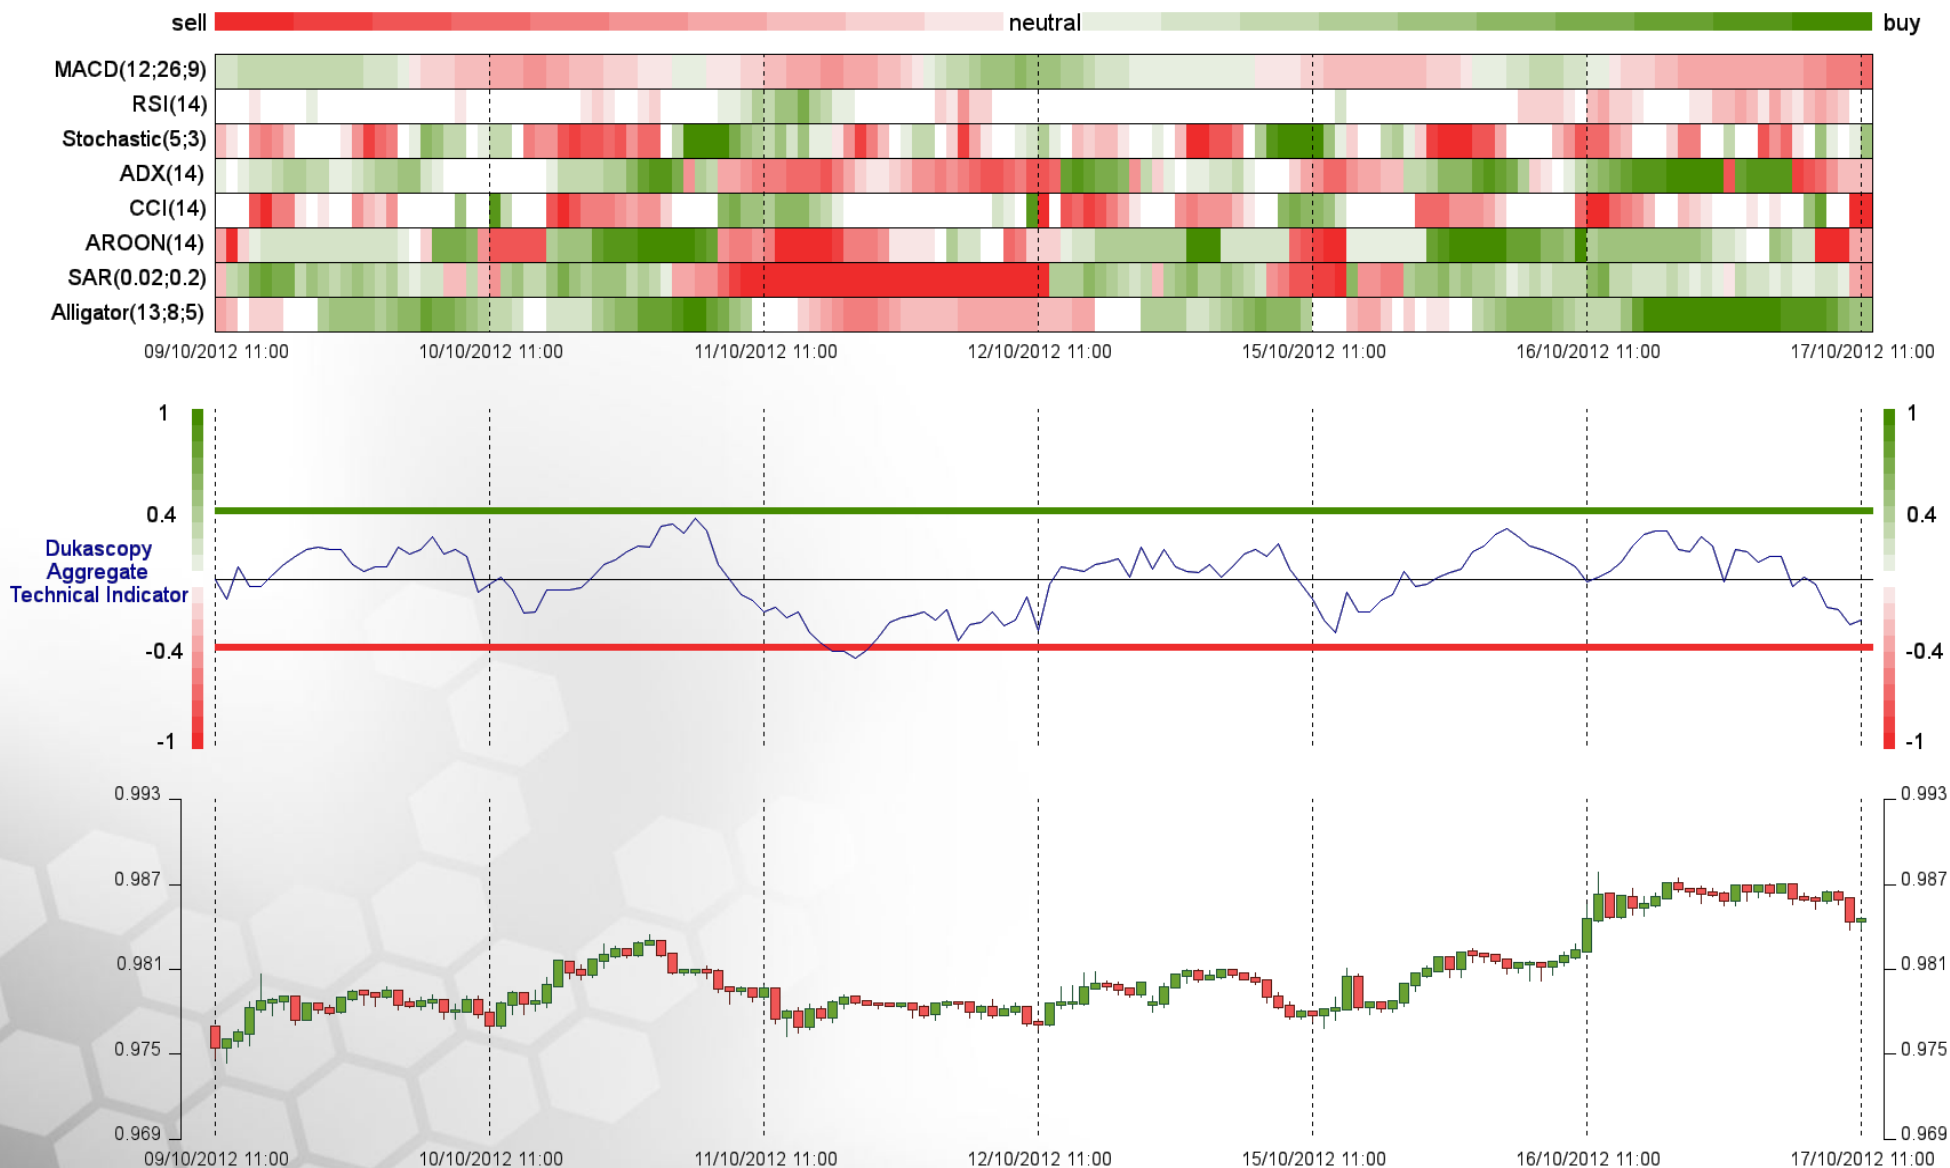 sell neutral buy
MACD(12;26;9)
RSI(14)
Stochastic(5;3)
ADX(14)
CCI(14)
AROON(14)
SAR(0.02;0.2)
Alligator(13;8;5)
09/10/2012 11:00 10/10/2012 11:00 11/10/2012 11:00 12/10/2012 11:00 15/10/2012 11:00 16/10/2012 11:00 17/10/2012 11:00
1 1
0.4 0.4
Dukascopy
Aggregate
Technical Indicator
-0.4 -0.4
-1 -1
0.993 0.993
0.987 0.987
0.981 0.981
0.975 0.975
0.969 0.969
09/10/2012 11:00 10/10/2012 11:00 11/10/2012 11:00 12/10/2012 11:00 15/10/2012 11:00 16/10/2012 11:00 17/10/2012 11:00